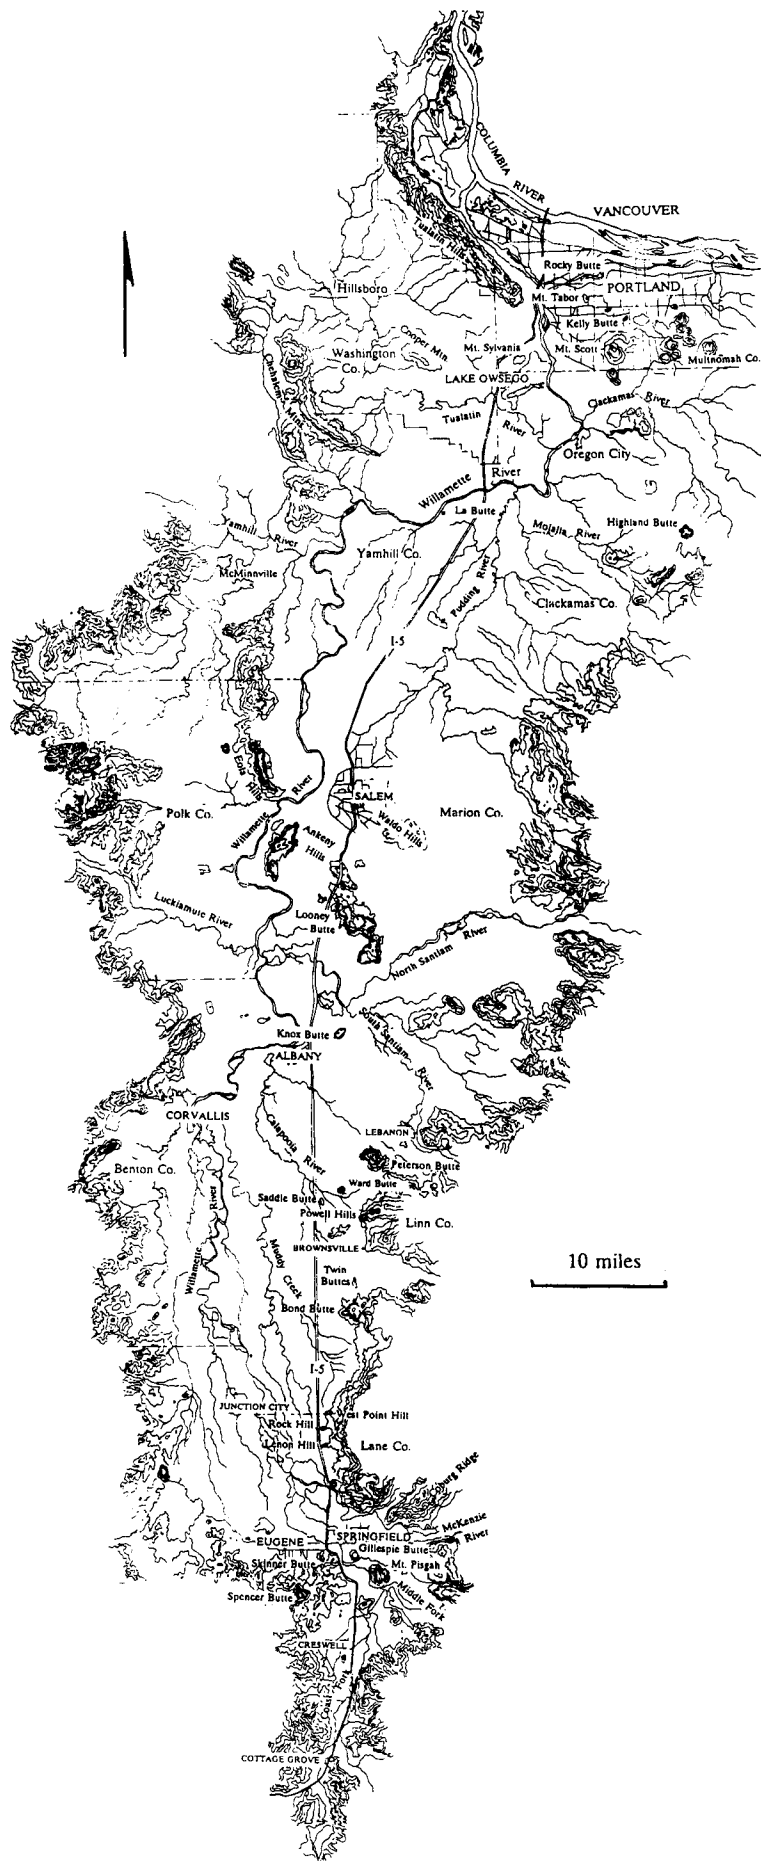 COLUMBIA
RIVER
VANCOUVER
Tualatin Hills
Rocky Butte
Hillsboro
Mt. Tabor
PORTLAND
Kelly Butte
Cooper Mtn
Mt. Sylvania
Washington
Co.
Mt. Scott
Multnomah Co.
LAKE OWSEGO
Chehalem Mtns
Clackamas River
Tualatin
River
Oregon City
Willamette
River
La Butte
Yamhill
River
Molalla River
Highland Butte
Yamhill Co.
McMinnville
Pudding River
Clackamas Co.
I-5
Eola Hills
River
SALEM
Polk Co.
Willamette
Waldo Hills
Marion Co.
Ankeny
Hills
Luckiamute River
Looney
Butte
North Santiam River
South Santiam River
Knox Butte
ALBANY
CORVALLIS
LEBANON
Calapooia River
Benton Co.
Peterson Butte
Ward Butte
Saddle Butte
Powell Hills
Linn Co.
Willamette River
Muddy Creek
BROWNSVILLE
10 miles
Twin
Buttes
Bond Butte
I-5
JUNCTION CITY
West Point Hill
Rock Hill
Lenon Hill
Lane Co.
burg Ridge
McKenzie
River
EUGENE
SPRINGFIELD
Gillespie Butte
Skinner Butte
Mt. Pisgah
Spencer Butte
Middle Fork
CRESWELL
Coast Fork
COTTAGE GROVE